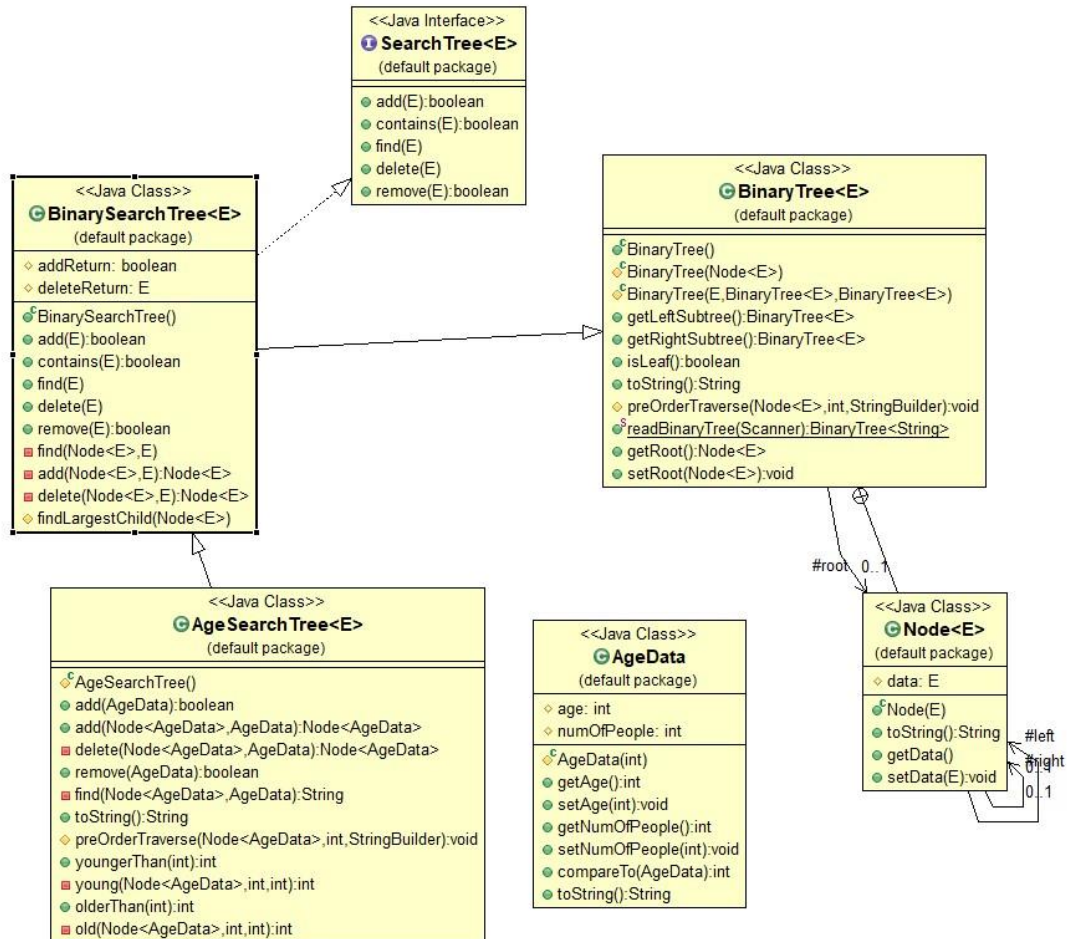 <<Java Interface>>
SearchTree<E>
(default package)
add(E):boolean
contains(E):boolean
find(E)
delete(E)
remove(E):boolean
<<Java Class>>
BinarySearchTree<E>
(default package)
addReturn: boolean
deleteReturn: E
BinarySearchTree()
add(E):boolean
contains(E):boolean
find(E)
delete(E)
remove(E):boolean
find(Node<E>,E)
add(Node<E>,E):Node<E>
delete(Node<E>,E):Node<E>
findLargestChild(Node<E>)
<<Java Class>>
BinaryTree<E>
(default package)
BinaryTree()
BinaryTree(Node<E>)
BinaryTree(E,BinaryTree<E>,BinaryTree<E>)
getLeftSubtree():BinaryTree<E>
getRightSubtree():BinaryTree<E>
isLeaf():boolean
toString():String
preOrderTraverse(Node<E>,int,StringBuilder):void
readBinaryTree(Scanner):BinaryTree<String>
getRoot():Node<E>
setRoot(Node<E>):void
#root 0..1
<<Java Class>>
AgeSearchTree<E>
(default package)
AgeSearchTree()
add(AgeData):boolean
add(Node<AgeData>,AgeData):Node<AgeData>
delete(Node<AgeData>,AgeData):Node<AgeData>
remove(AgeData):boolean
find(Node<AgeData>,AgeData):String
toString():String
preOrderTraverse(Node<AgeData>,int,StringBuilder):void
youngerThan(int):int
young(Node<AgeData>,int,int):int
olderThan(int):int
old(Node<AgeData>,int,int):int
<<Java Class>>
AgeData
(default package)
age: int
numOfPeople: int
AgeData(int)
getAge():int
setAge(int):void
getNumOfPeople():int
setNumOfPeople(int):void
compareTo(AgeData):int
toString():String
<<Java Class>>
Node<E>
(default package)
data: E
Node(E)
toString():String
getData()
setData(E):void
#left
#right
0..1
0..1